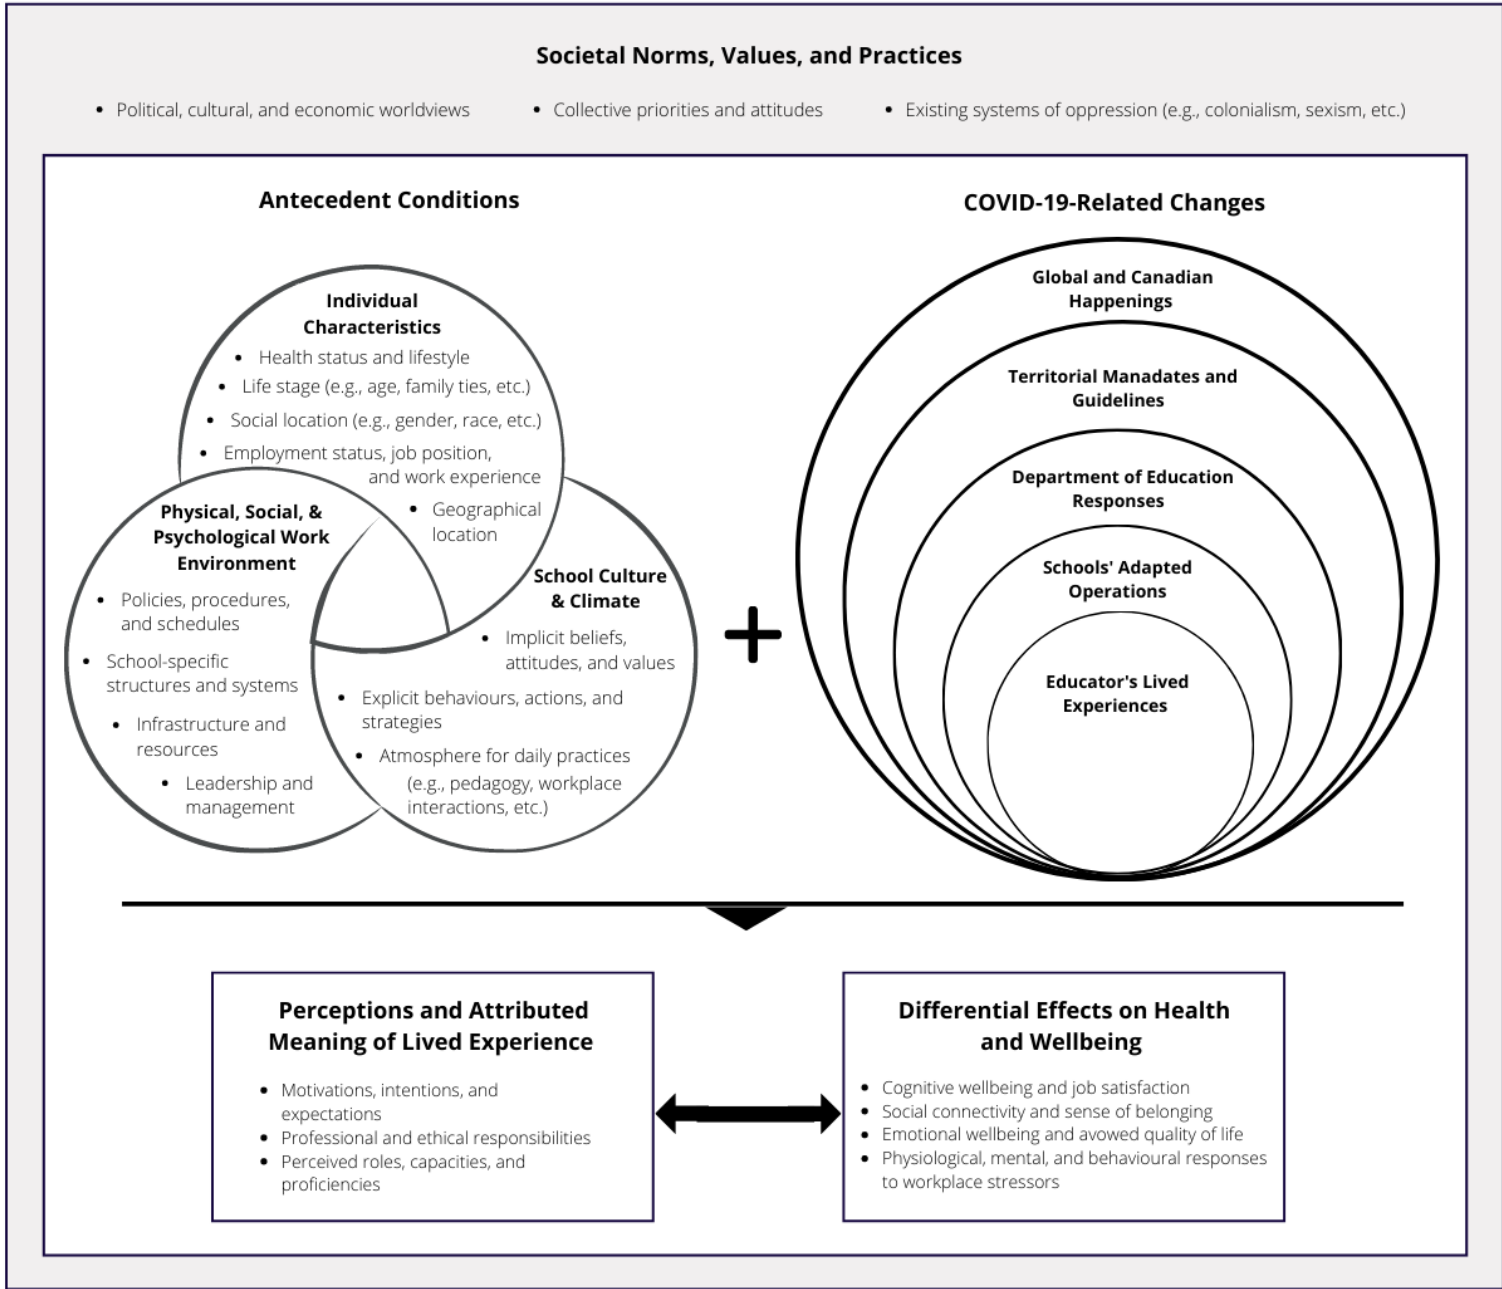 Societal Norms, Values, and Practices
• Political, cultural, and economic worldviews • Collective priorities and attitudes • Existing systems of oppression (e.g., colonialism, sexism, etc.)
Antecedent Conditions
Individual
Characteristics
• Health status and lifestyle
• Life stage (e.g., age, family ties, etc.)
• Social location (e.g., gender, race, etc.)
• Employment status, job position,
and work experience
• Geographical
location
Physical, Social, &
Psychological Work
Environment
• Policies, procedures,
and schedules
• School-specific
structures and systems
• Infrastructure and
resources
• Leadership and
management
School Culture
& Climate
• Implicit beliefs,
attitudes, and values
• Explicit behaviours, actions, and
strategies
• Atmosphere for daily practices
(e.g., pedagogy, workplace
interactions, etc.)
+
COVID-19-Related Changes
Global and Canadian
Happenings
Territorial Manadates and
Guidelines
Department of Education
Responses
Schools' Adapted
Operations
Educator's Lived
Experiences
Perceptions and Attributed
Meaning of Lived Experience
• Motivations, intentions, and
expectations
• Professional and ethical responsibilities
• Perceived roles, capacities, and
proficiencies
Differential Effects on Health
and Wellbeing
• Cognitive wellbeing and job satisfaction
• Social connectivity and sense of belonging
• Emotional wellbeing and avowed quality of life
• Physiological, mental, and behavioural responses
to workplace stressors